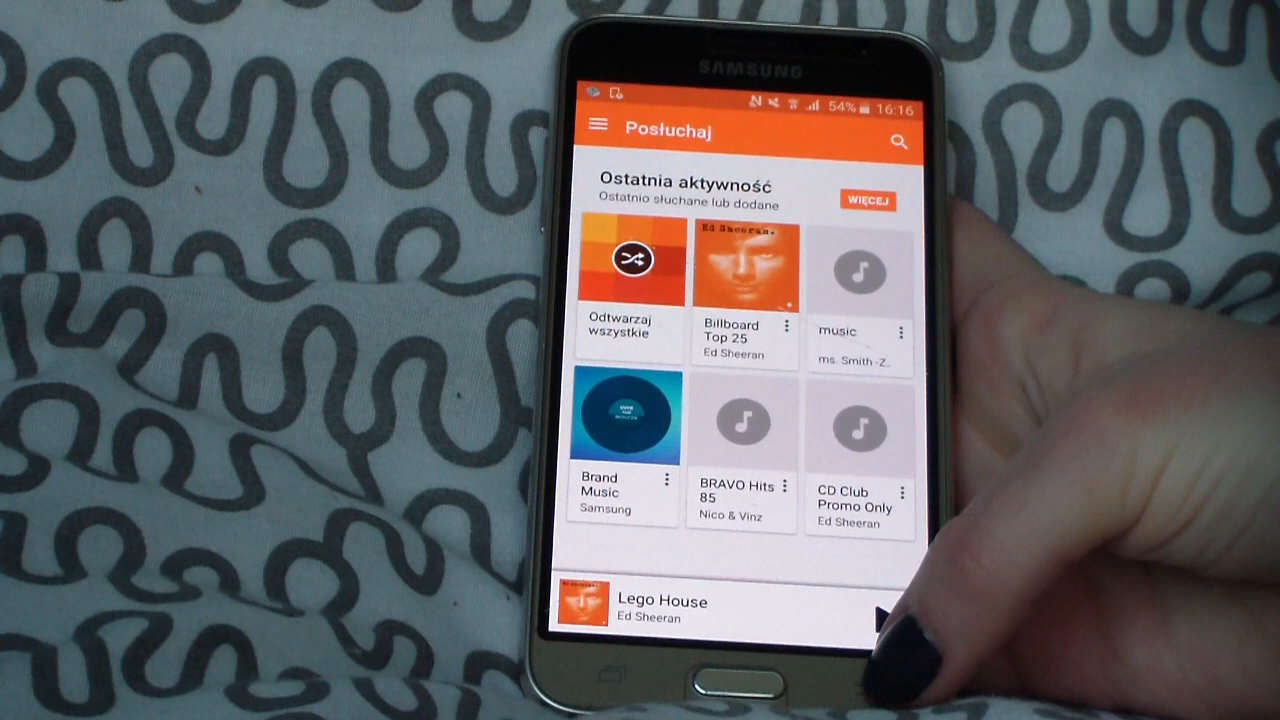 SAMSUNG
54% 16:16
Posłuchaj
Ostatnia aktywność
Ostatnio słuchane lub dodane
WIĘCEJ
Ed Sheeran.
Odtwarzaj
wszystkie
Billboard
Top 25
Ed Sheeran
music
ms. Smith -Z..
Brand
Music
Samsung
BRAVO Hits
85
Nico & Vinz
CD Club
Promo Only
Ed Sheeran
Lego House
Ed Sheeran